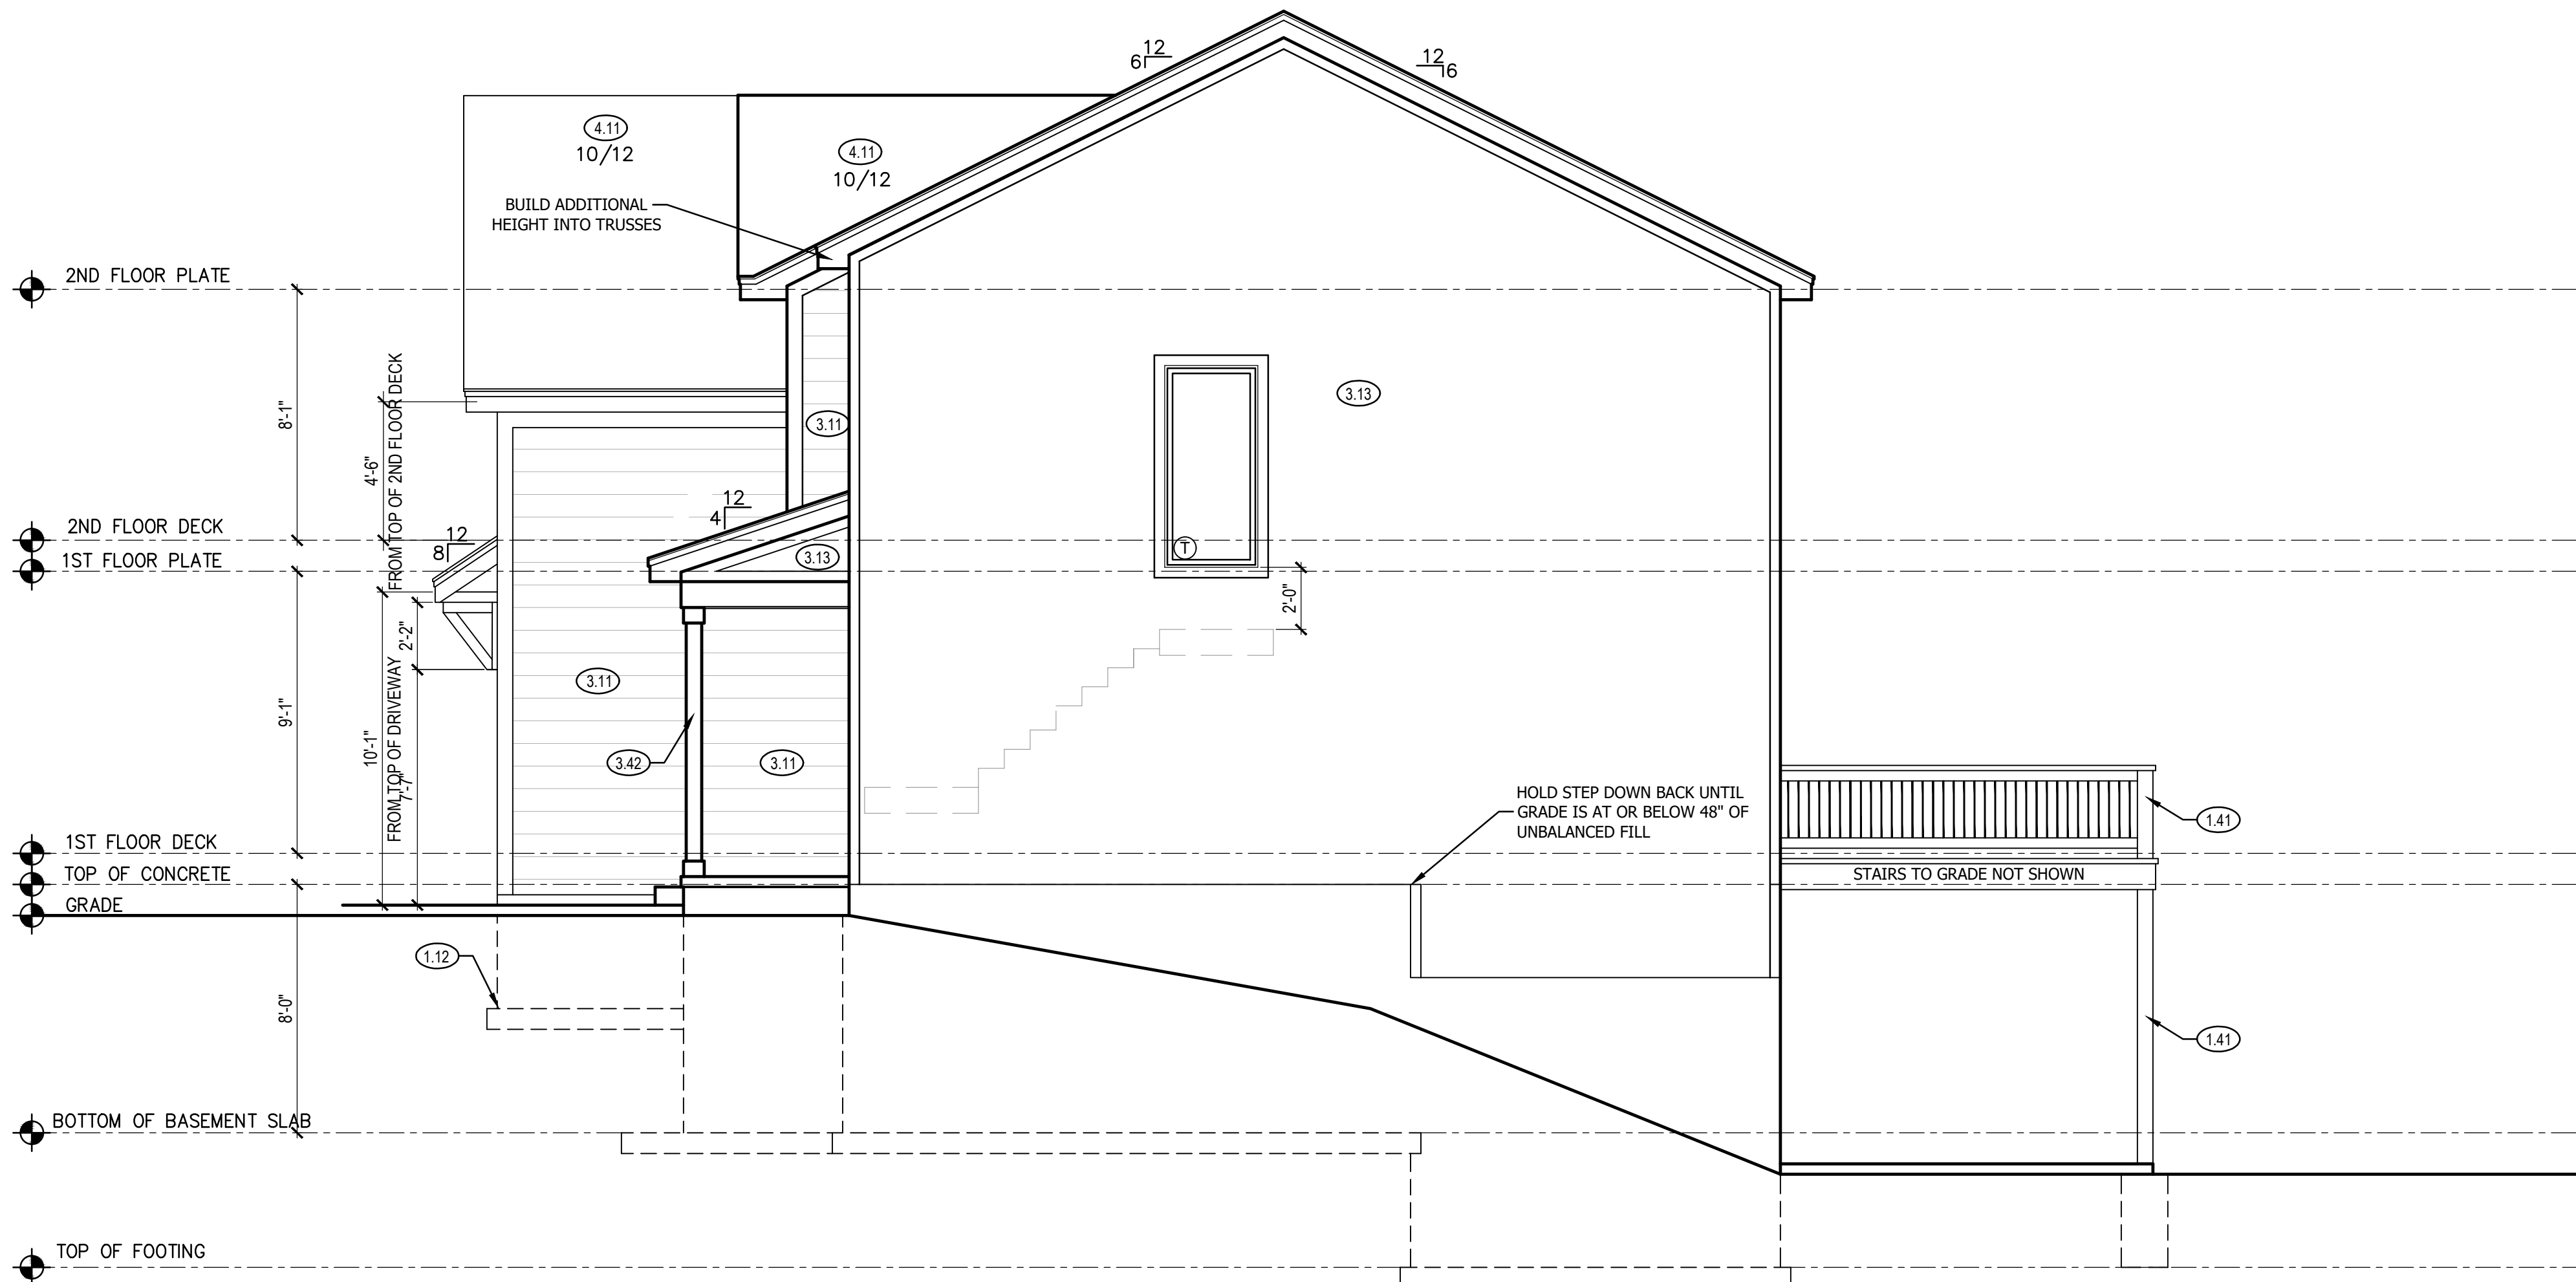 12
6
12
6
4.11
10/12
4.11
10/12
BUILD ADDITIONAL
HEIGHT INTO TRUSSES
2ND FLOOR PLATE
8'-1"
4'-6"
FROM TOP OF 2ND FLOOR DECK
3.11
3.13
12
4
2ND FLOOR DECK
12
8
T
3.13
1ST FLOOR PLATE
2'-0"
2'-2"
3.11
9'-1"
10'-1"
FROM TOP OF DRIVEWAY
7'-7"
3.42
3.11
HOLD STEP DOWN BACK UNTIL
GRADE IS AT OR BELOW 48" OF
UNBALANCED FILL
1.41
1ST FLOOR DECK
TOP OF CONCRETE
STAIRS TO GRADE NOT SHOWN
GRADE
1.12
8'-0"
1.41
BOTTOM OF BASEMENT SLAB
TOP OF FOOTING